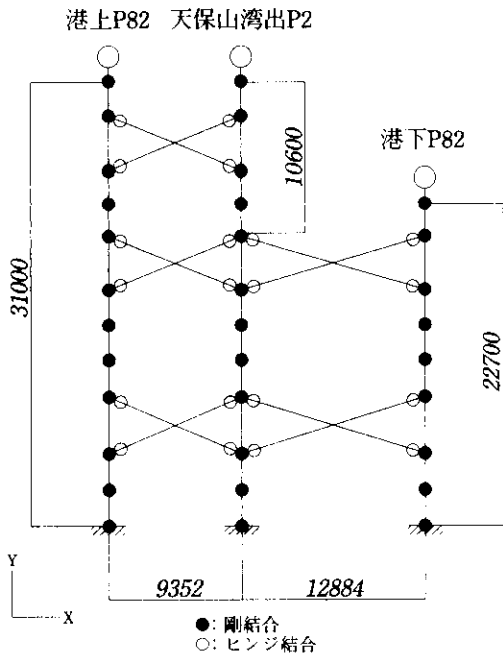 港上P82 天保山湾出P2
港下P82
10600
31000
22700
9352
12884
Y
X
●: 剛結合
○: ヒンジ結合